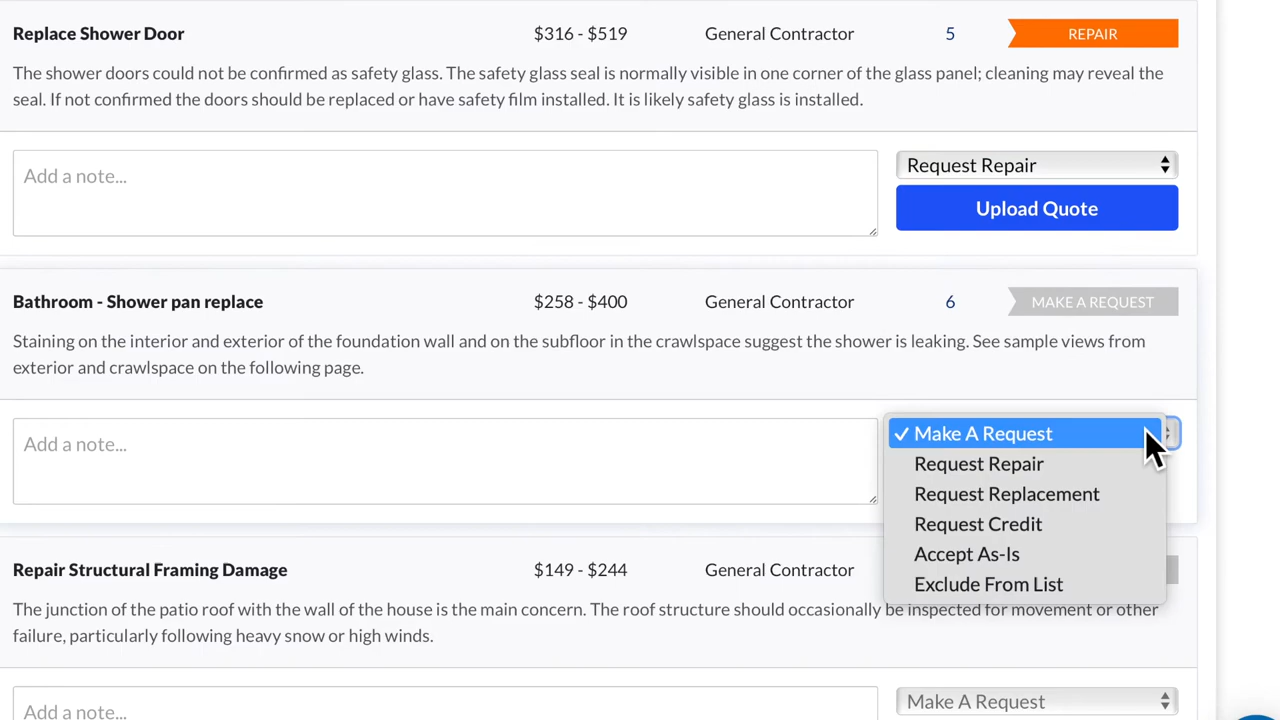 Replace Shower Door $316 - $519 General Contractor 5 REPAIR
The shower doors could not be confirmed as safety glass. The safety glass seal is normally visible in one corner of the glass panel; cleaning may reveal the
seal. If not confirmed the doors should be replaced or have safety film installed. It is likely safety glass is installed.
Add a note... Request Repair
Upload Quote
Bathroom - Shower pan replace $258 - $400 General Contractor 6 MAKE A REQUEST
Staining on the interior and exterior of the foundation wall and on the subfloor in the crawlspace suggest the shower is leaking. See sample views from
exterior and crawlspace on the following page.
Add a note... ✓ Make A Request
Request Repair
Request Replacement
Request Credit
Accept As-Is
Exclude From List
Repair Structural Framing Damage $149 - $244 General Contractor
The junction of the patio roof with the wall of the house is the main concern. The roof structure should occasionally be inspected for movement or other
failure, particularly following heavy snow or high winds.
Add a note... Make A Request